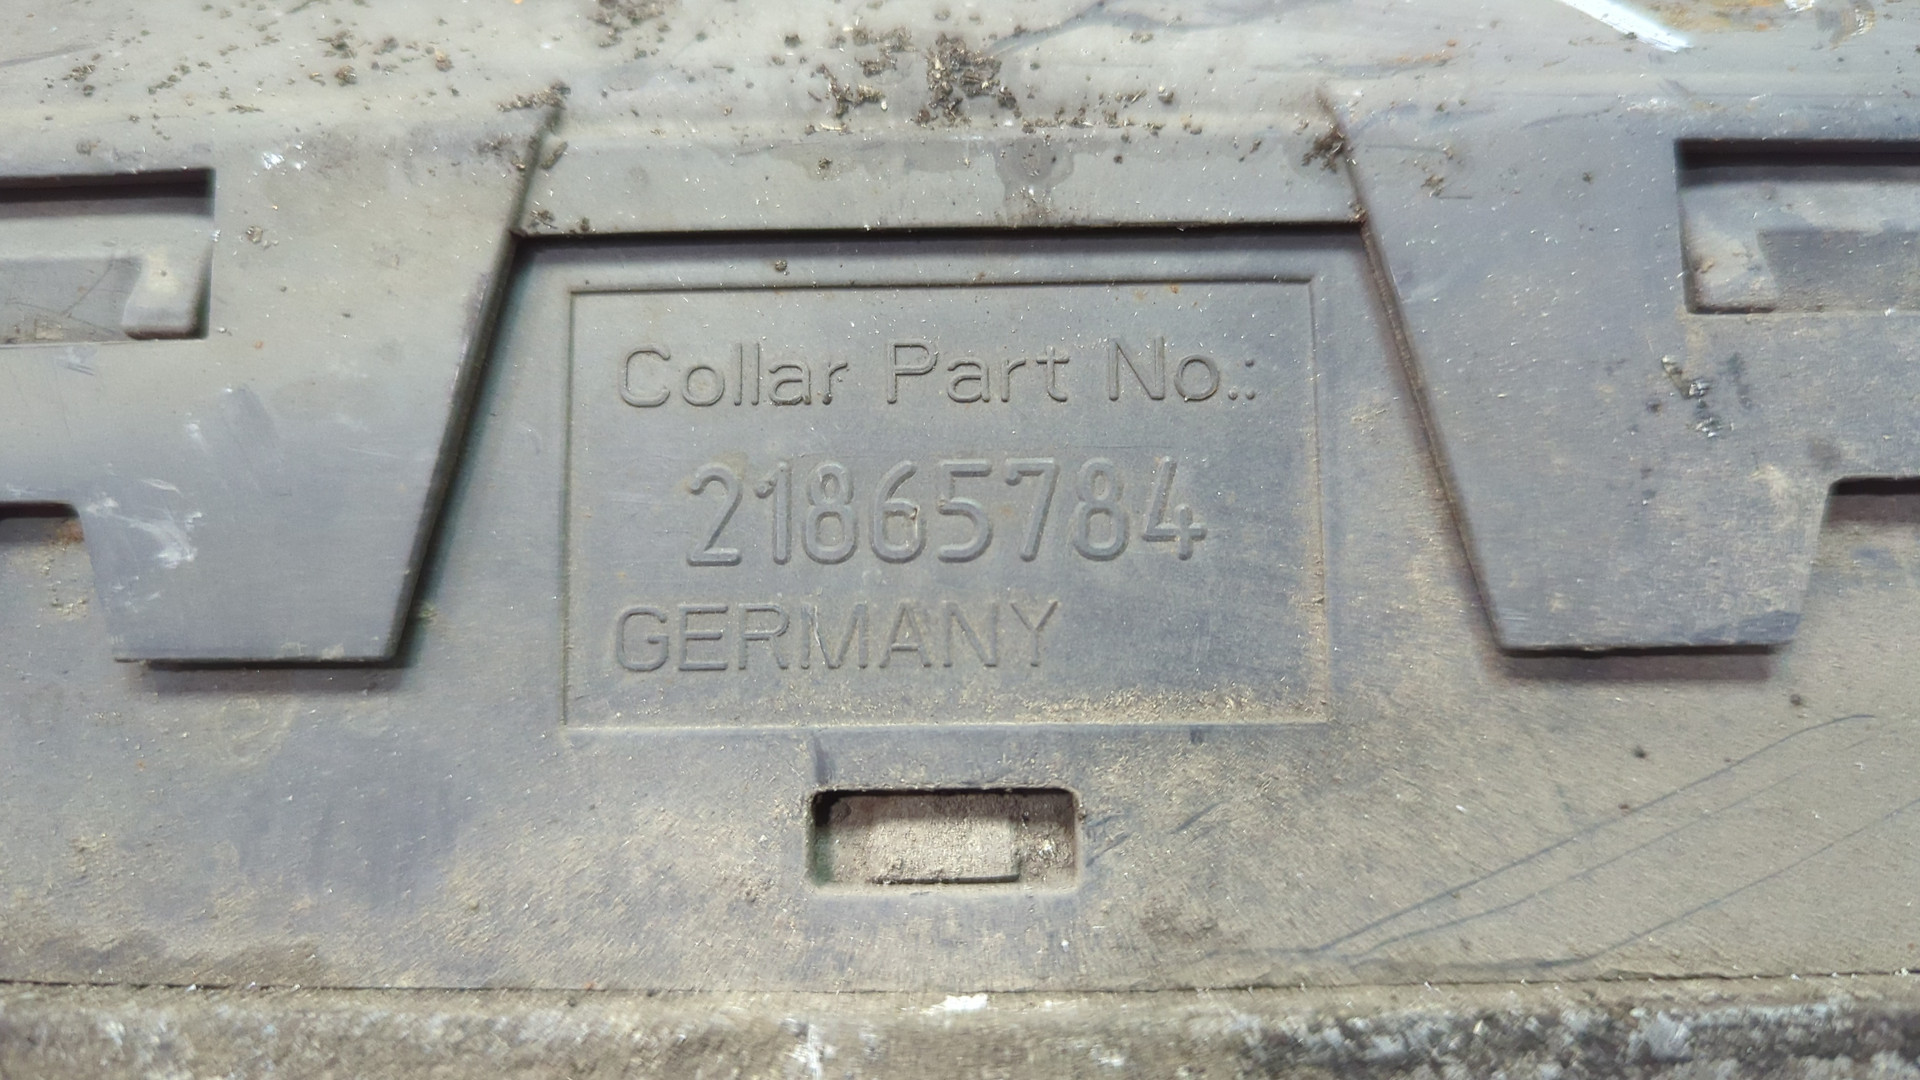 Collar Part No.:
21865784
GERMANY